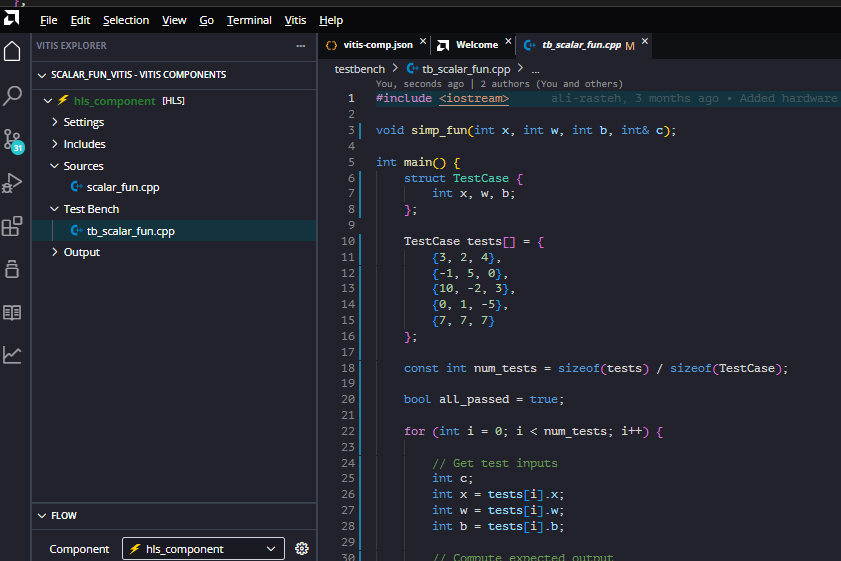 File Edit Selection View Go Terminal Vitis Help
VITIS EXPLORER ...
SCALAR_FUN_VITIS - VITIS COMPONENTS
hls_component [HLS]
Settings
Includes
Sources
scalar_fun.cpp
Test Bench
tb_scalar_fun.cpp
Output
31
FLOW
Component hls_component
vitis-comp.json × Welcome × tb_scalar_fun.cpp M ×
testbench > tb_scalar_fun.cpp > ...
You, seconds ago | 2 authors (You and others)
1 #include <iostream> ali-rasteh, 3 months ago • Added hardware
2
3 void simp_fun(int x, int w, int b, int& c);
4
5 int main() {
6 struct TestCase {
7 int x, w, b;
8 };
9
10 TestCase tests[] = {
11 {3, 2, 4},
12 {-1, 5, 0},
13 {10, -2, 3},
14 {0, 1, -5},
15 {7, 7, 7}
16 };
17
18 const int num_tests = sizeof(tests) / sizeof(TestCase);
19
20 bool all_passed = true;
21
22 for (int i = 0; i < num_tests; i++) {
23
24 // Get test inputs
25 int c;
26 int x = tests[i].x;
27 int w = tests[i].w;
28 int b = tests[i].b;
29
30 // Compute expected output